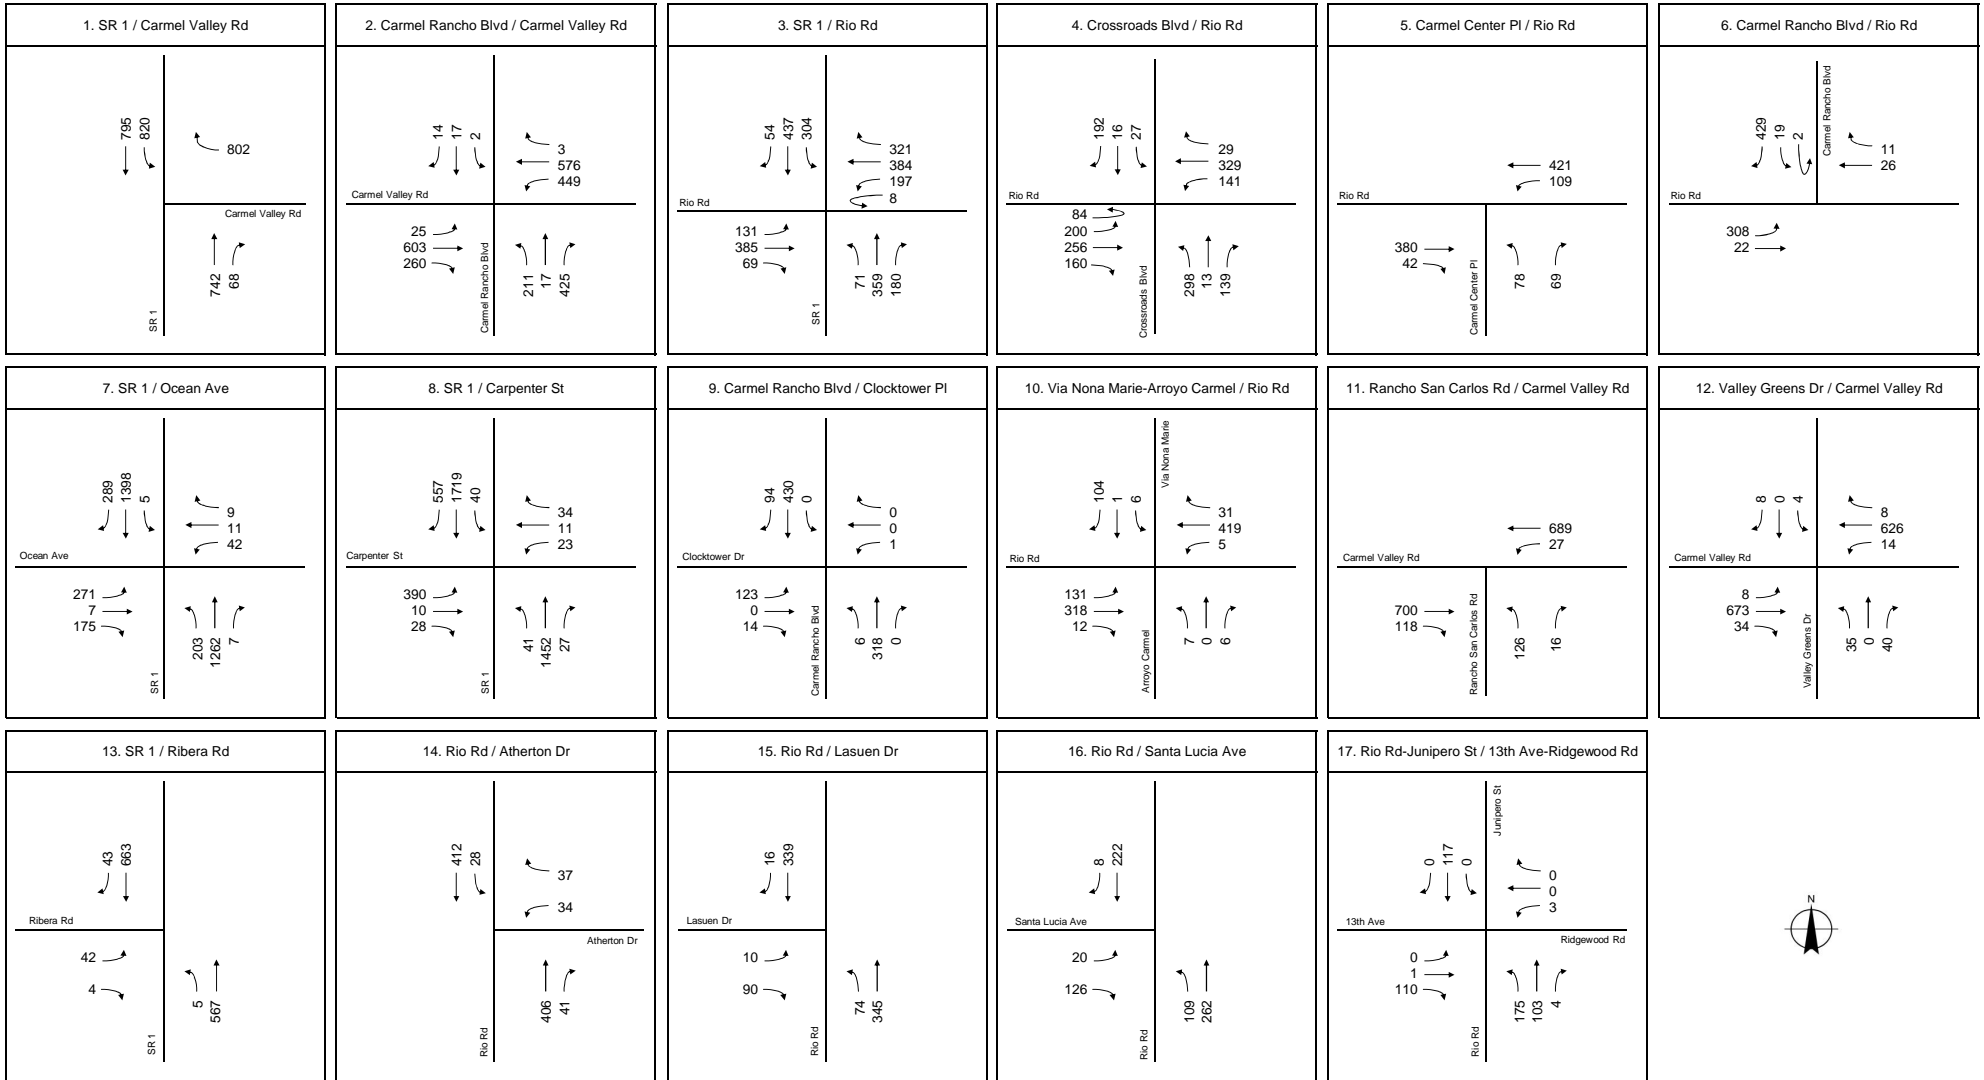 1. SR 1 / Carmel Valley Rd
795
820
802
Carmel Valley Rd
742
68
SR 1
2. Carmel Rancho Blvd / Carmel Valley Rd
14
17
2
3
576
449
Carmel Valley Rd
25
603
260
211
17
425
Carmel Rancho Blvd
3. SR 1 / Rio Rd
54
437
304
321
384
197
8
Rio Rd
131
385
69
71
359
180
SR 1
4. Crossroads Blvd / Rio Rd
192
16
27
29
329
141
Rio Rd
84
200
256
160
298
13
139
Crossroads Blvd
5. Carmel Center Pl / Rio Rd
421
109
Rio Rd
380
42
78
69
Carmel Center Pl
6. Carmel Rancho Blvd / Rio Rd
Carmel Rancho Blvd
429
19
2
11
26
Rio Rd
308
22
7. SR 1 / Ocean Ave
289
1398
5
9
11
42
Ocean Ave
271
7
175
203
1262
7
SR 1
8. SR 1 / Carpenter St
557
1719
40
34
11
23
Carpenter St
390
10
28
41
1452
27
SR 1
9. Carmel Rancho Blvd / Clocktower Pl
94
430
0
0
0
1
Clocktower Dr
123
0
14
6
318
0
Carmel Rancho Blvd
10. Via Nona Marie-Arroyo Carmel / Rio Rd
Via Nona Marie
104
1
6
31
419
5
Rio Rd
131
318
12
7
0
6
Arroyo Carmel
11. Rancho San Carlos Rd / Carmel Valley Rd
689
27
Carmel Valley Rd
700
118
126
16
Rancho San Carlos Rd
12. Valley Greens Dr / Carmel Valley Rd
8
0
4
8
626
14
Carmel Valley Rd
8
673
34
35
0
40
Valley Greens Dr
13. SR 1 / Ribera Rd
43
663
Ribera Rd
42
4
5
567
SR 1
14. Rio Rd / Atherton Dr
412
28
37
34
Atherton Dr
406
41
Rio Rd
15. Rio Rd / Lasuen Dr
16
339
Lasuen Dr
10
90
74
345
Rio Rd
16. Rio Rd / Santa Lucia Ave
8
222
Santa Lucia Ave
20
126
109
262
Rio Rd
17. Rio Rd-Junipero St / 13th Ave-Ridgewood Rd
Junipero St
0
117
0
0
0
3
13th Ave
Ridgewood Rd
0
1
110
175
103
4
Rio Rd
N